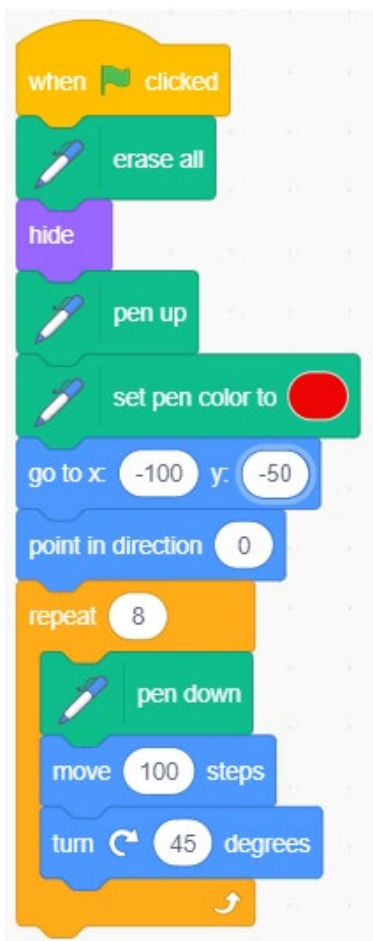 when clicked
erase all
hide
pen up
set pen color to
go to x: -100 y: -50
point in direction 0
repeat 8
pen down
move 100 steps
turn 45 degrees